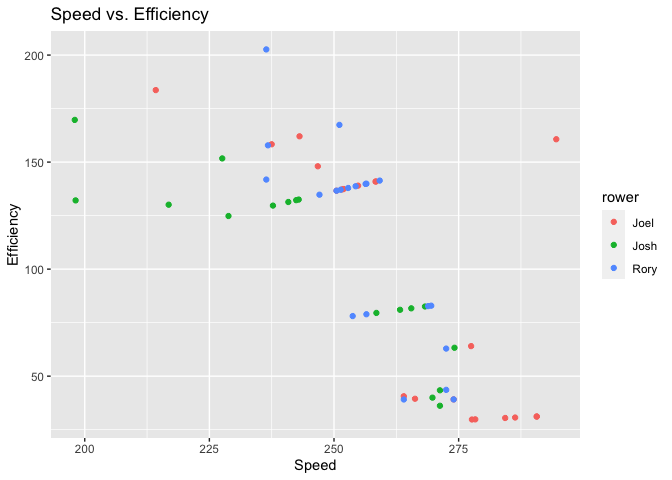 Speed vs. Efficiency
200
150
100
50
Efficiency
200
225
250
275
Speed
rower
Joel
Josh
Rory